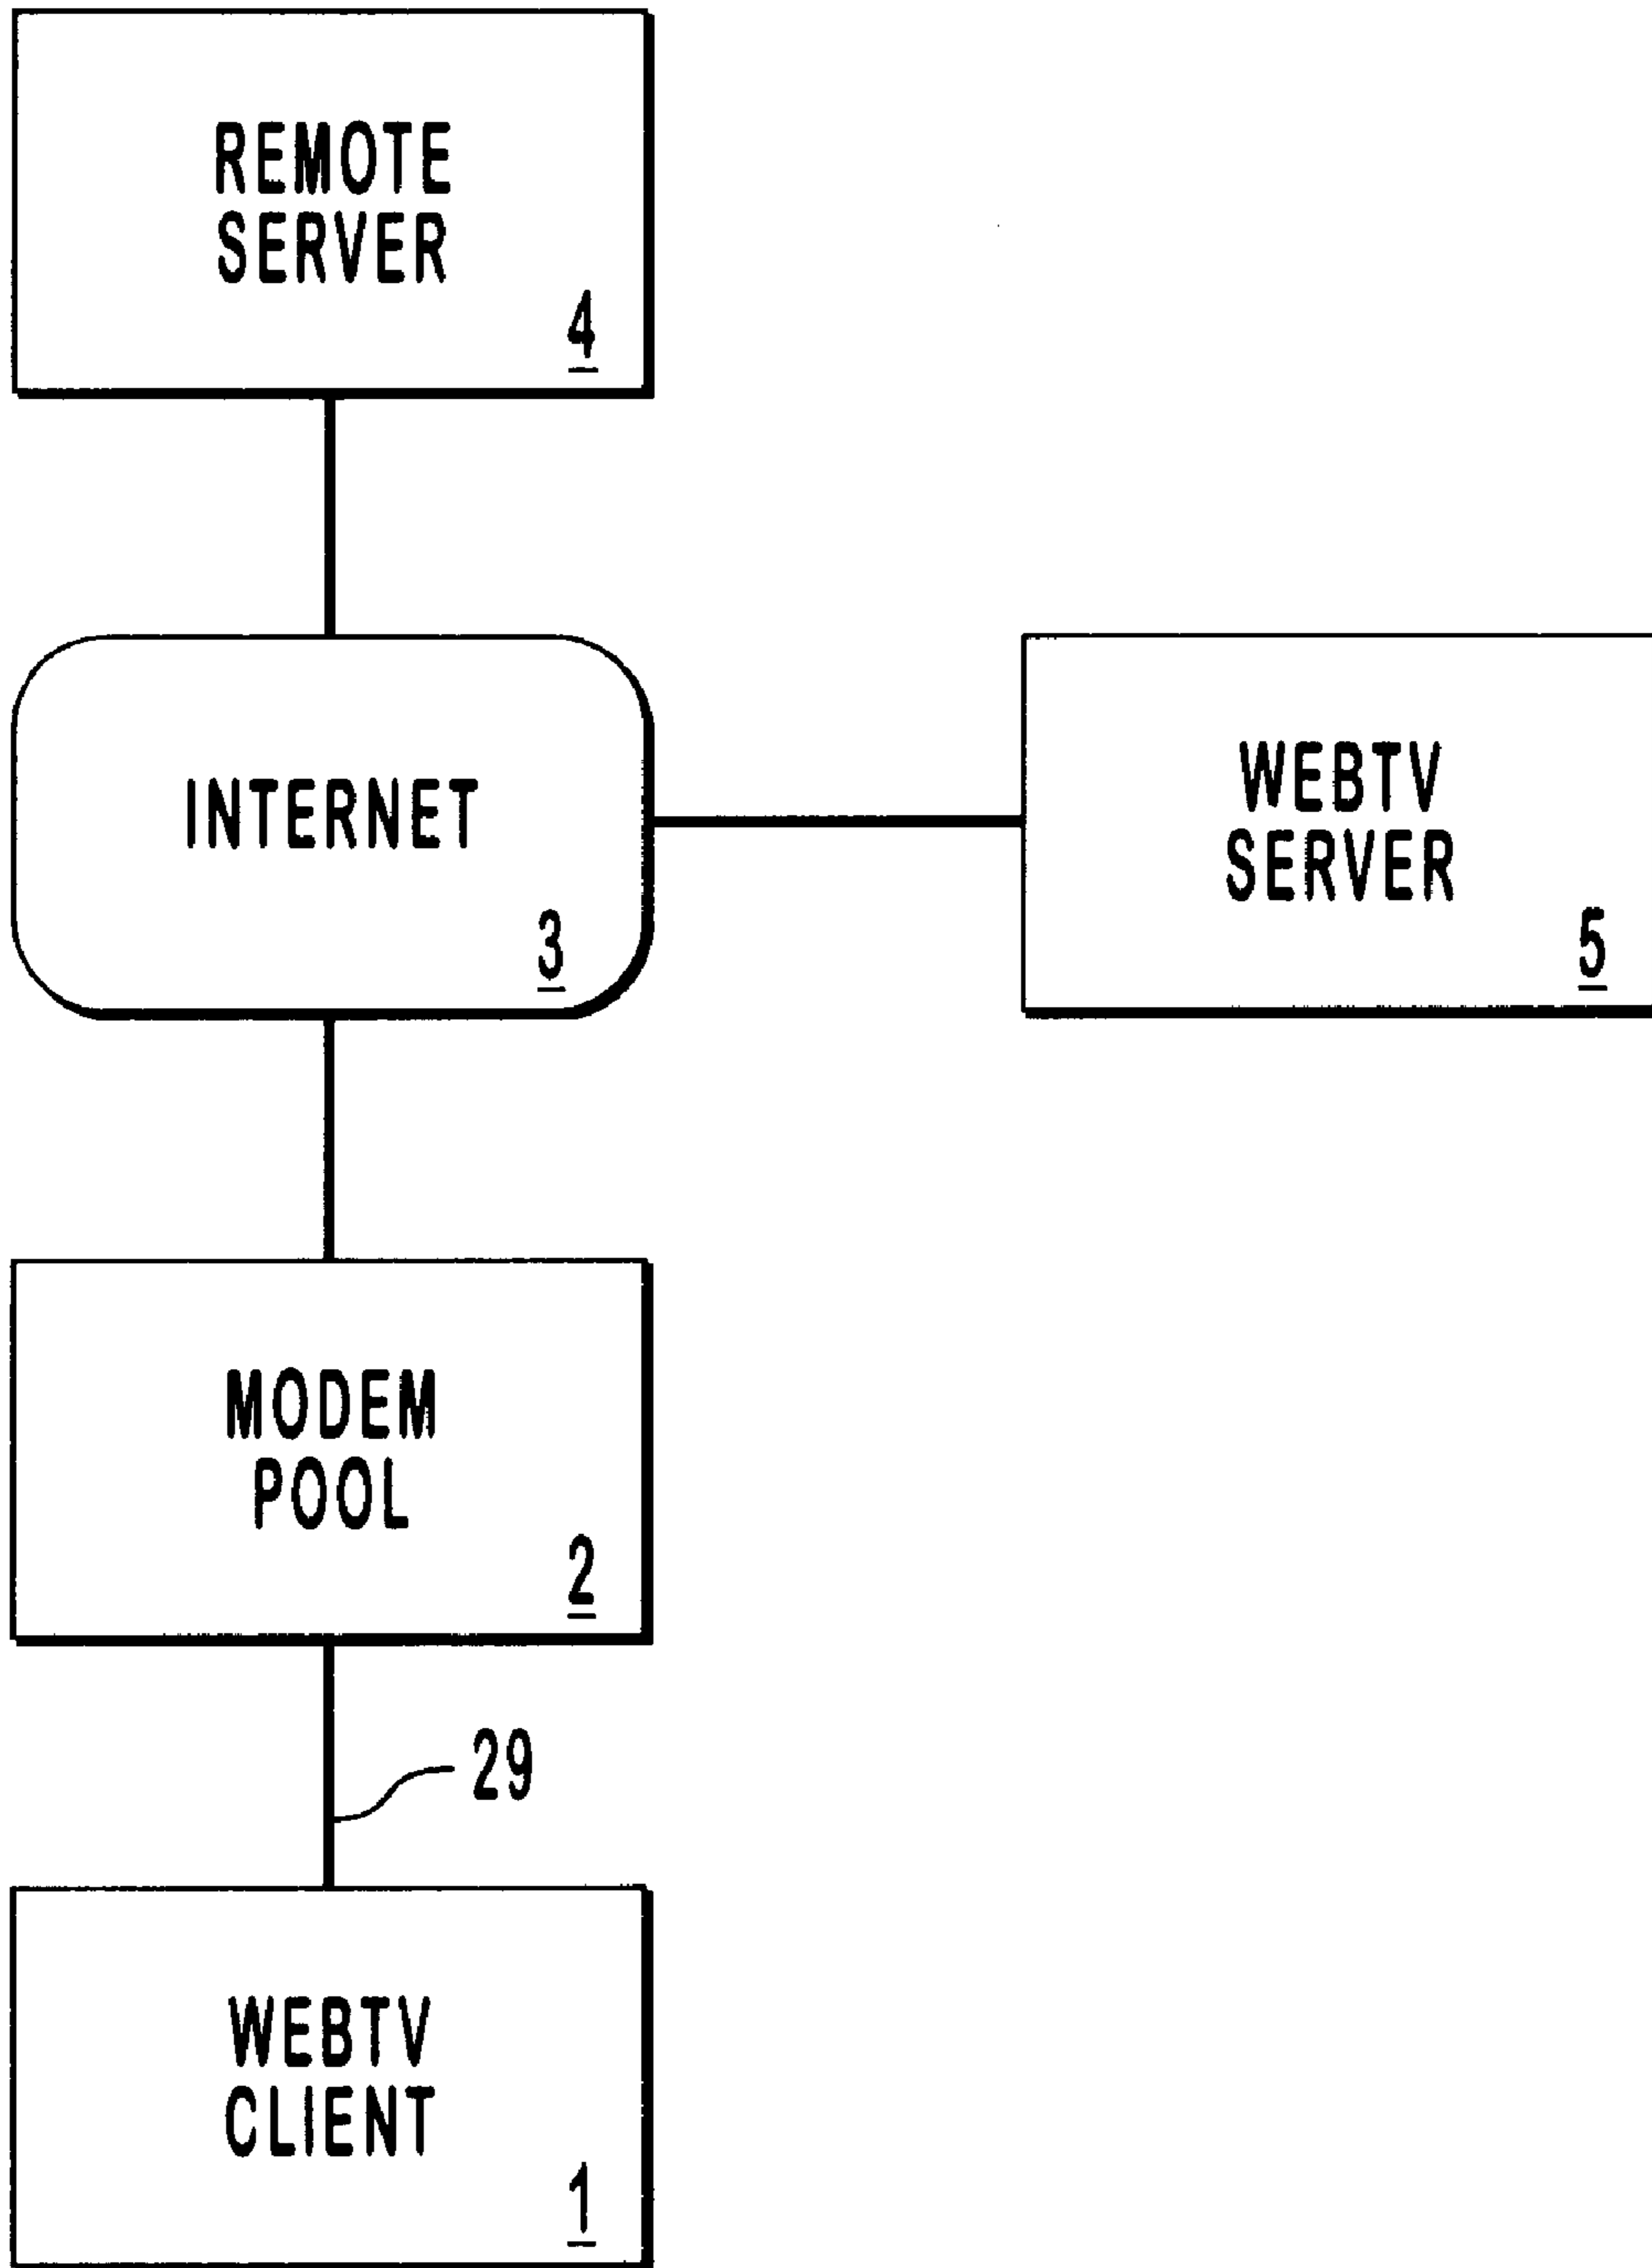 REMOTE
SERVER
4
INTERNET
3
WEBTV
SERVER
5
MODEM
POOL
2
29
WEBTV
CLIENT
1